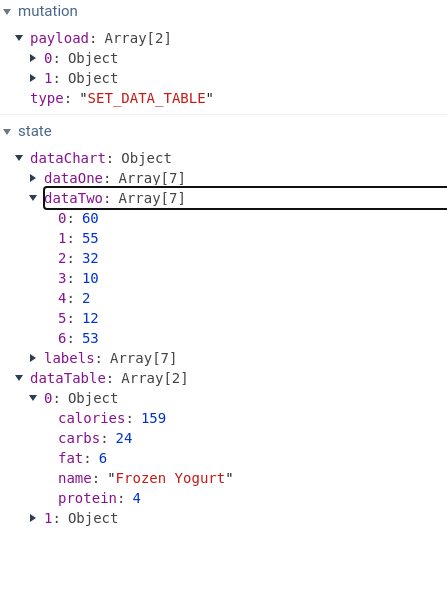 mutation
payload: Array[2]
0: Object
1: Object
type: "SET_DATA_TABLE"
state
dataChart: Object
dataOne: Array[7]
dataTwo: Array[7]
0: 60
1: 55
2: 32
3: 10
4: 2
5: 12
6: 53
labels: Array[7]
dataTable: Array[2]
0: Object
calories: 159
carbs: 24
fat: 6
name: "Frozen Yogurt"
protein: 4
1: Object